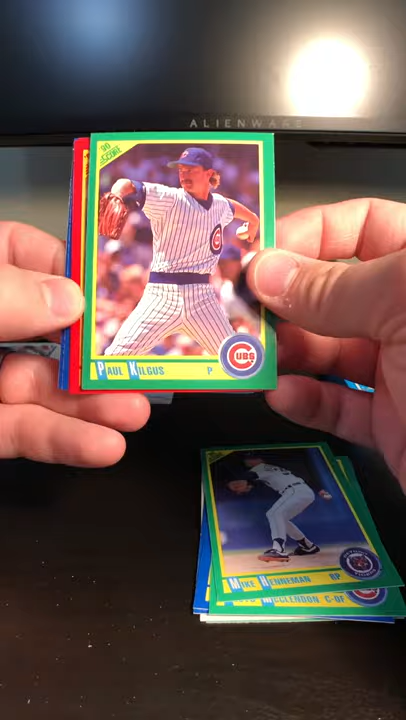 ALIENWARE
'90
SCORE
CUBS
PAUL KILGUS P
MIKE HENNEMAN RP
MCCLENDON C-OF